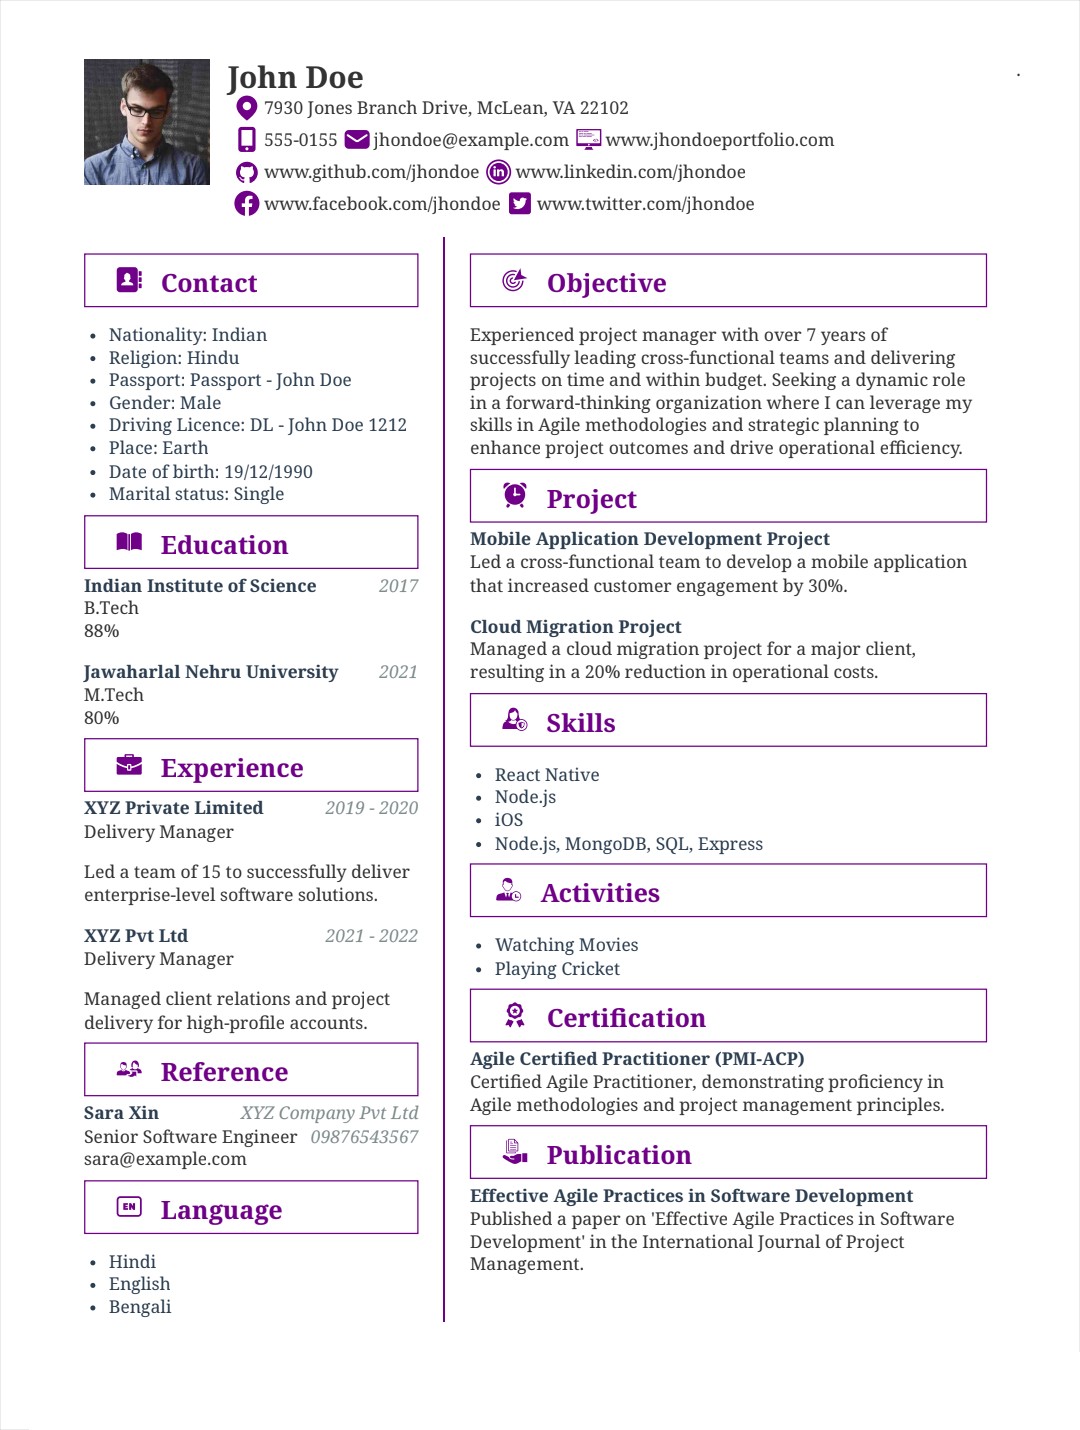 John Doe
.
7930 Jones Branch Drive, McLean, VA 22102
555-0155 jhondoe@example.com www.jhondoeportfolio.com
www.github.com/jhondoe www.linkedin.com/jhondoe
www.facebook.com/jhondoe www.twitter.com/jhondoe
Contact
• Nationality: Indian
• Religion: Hindu
• Passport: Passport - John Doe
• Gender: Male
• Driving Licence: DL - John Doe 1212
• Place: Earth
• Date of birth: 19/12/1990
• Marital status: Single
Education
Indian Institute of Science 2017
B.Tech
88%
Jawaharlal Nehru University 2021
M.Tech
80%
Experience
XYZ Private Limited 2019 - 2020
Delivery Manager
Led a team of 15 to successfully deliver
enterprise-level software solutions.
XYZ Pvt Ltd 2021 - 2022
Delivery Manager
Managed client relations and project
delivery for high-profile accounts.
Reference
Sara Xin XYZ Company Pvt Ltd
Senior Software Engineer 09876543567
sara@example.com
EN Language
• Hindi
• English
• Bengali
Objective
Experienced project manager with over 7 years of
successfully leading cross-functional teams and delivering
projects on time and within budget. Seeking a dynamic role
in a forward-thinking organization where I can leverage my
skills in Agile methodologies and strategic planning to
enhance project outcomes and drive operational efficiency.
Project
Mobile Application Development Project
Led a cross-functional team to develop a mobile application
that increased customer engagement by 30%.
Cloud Migration Project
Managed a cloud migration project for a major client,
resulting in a 20% reduction in operational costs.
Skills
• React Native
• Node.js
• iOS
• Node.js, MongoDB, SQL, Express
Activities
• Watching Movies
• Playing Cricket
Certification
Agile Certified Practitioner (PMI-ACP)
Certified Agile Practitioner, demonstrating proficiency in
Agile methodologies and project management principles.
Publication
Effective Agile Practices in Software Development
Published a paper on 'Effective Agile Practices in Software
Development' in the International Journal of Project
Management.